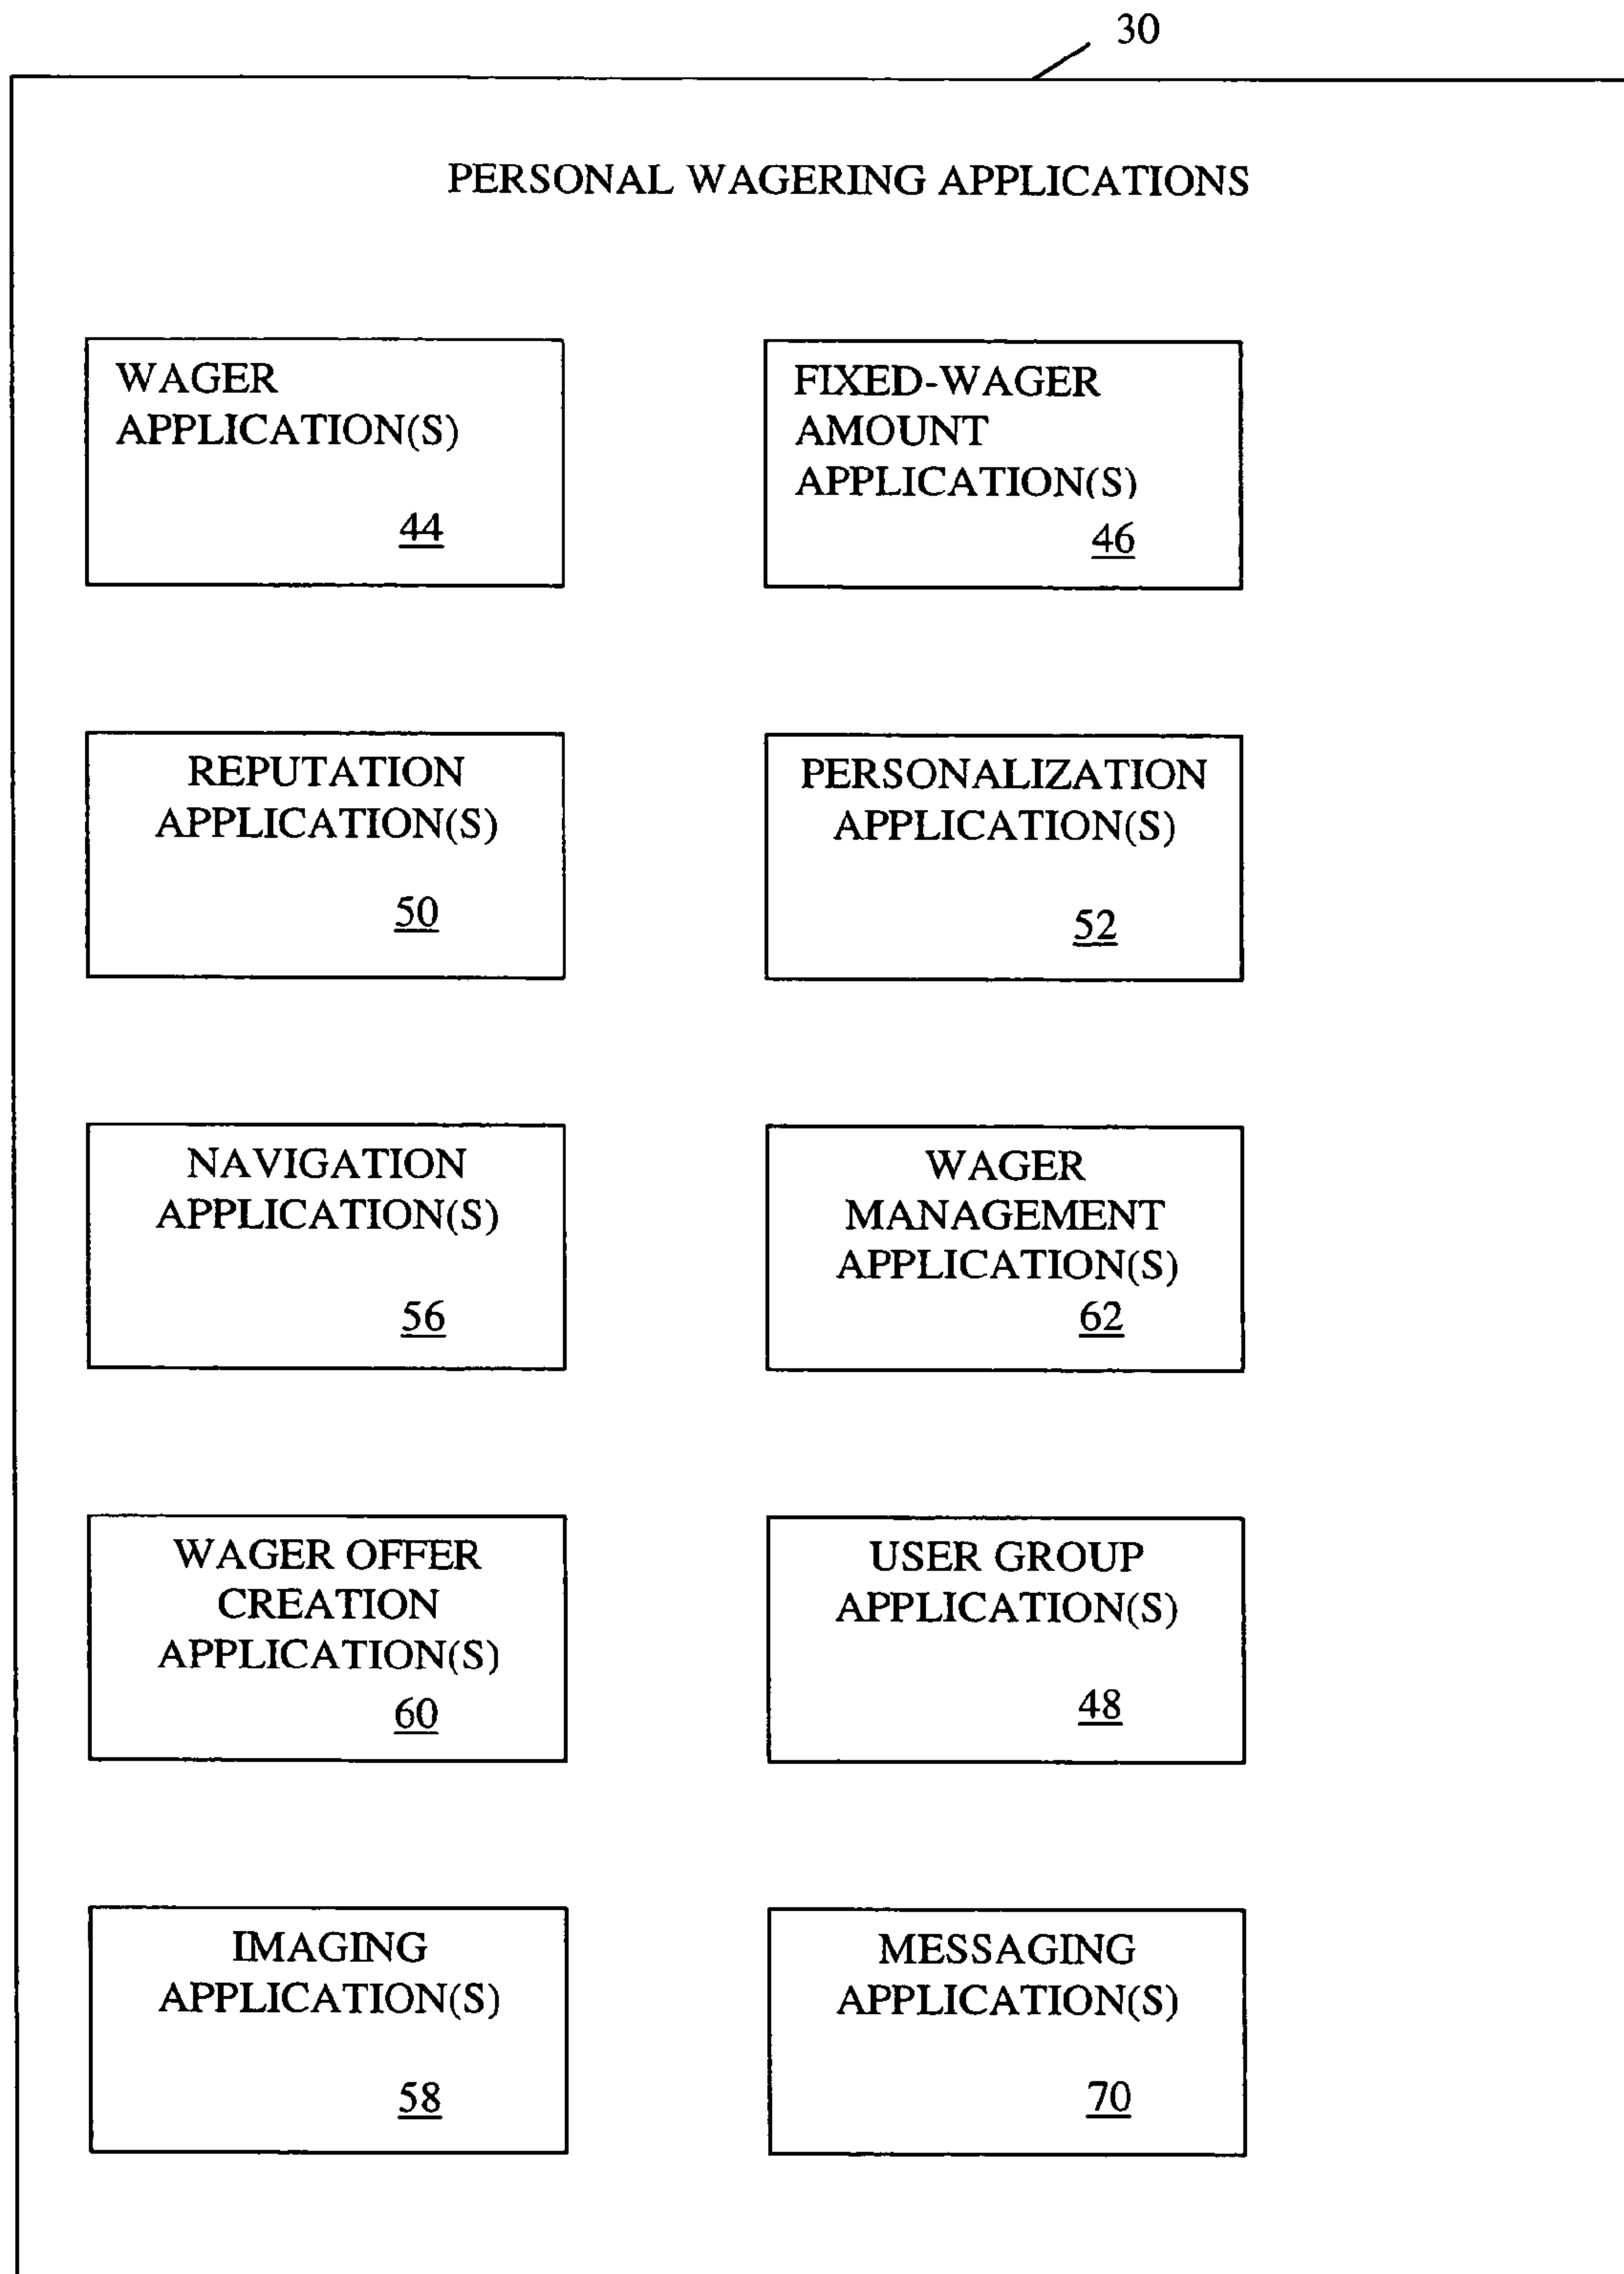 30
PERSONAL WAGERING APPLICATIONS
WAGER
APPLICATION(S)
44
FIXED-WAGER
AMOUNT
APPLICATION(S)
46
REPUTATION
APPLICATION(S)
50
PERSONALIZATION
APPLICATION(S)
52
NAVIGATION
APPLICATION(S)
56
WAGER
MANAGEMENT
APPLICATION(S)
62
WAGER OFFER
CREATION
APPLICATION(S)
60
USER GROUP
APPLICATION(S)
48
IMAGING
APPLICATION(S)
58
MESSAGING
APPLICATION(S)
70